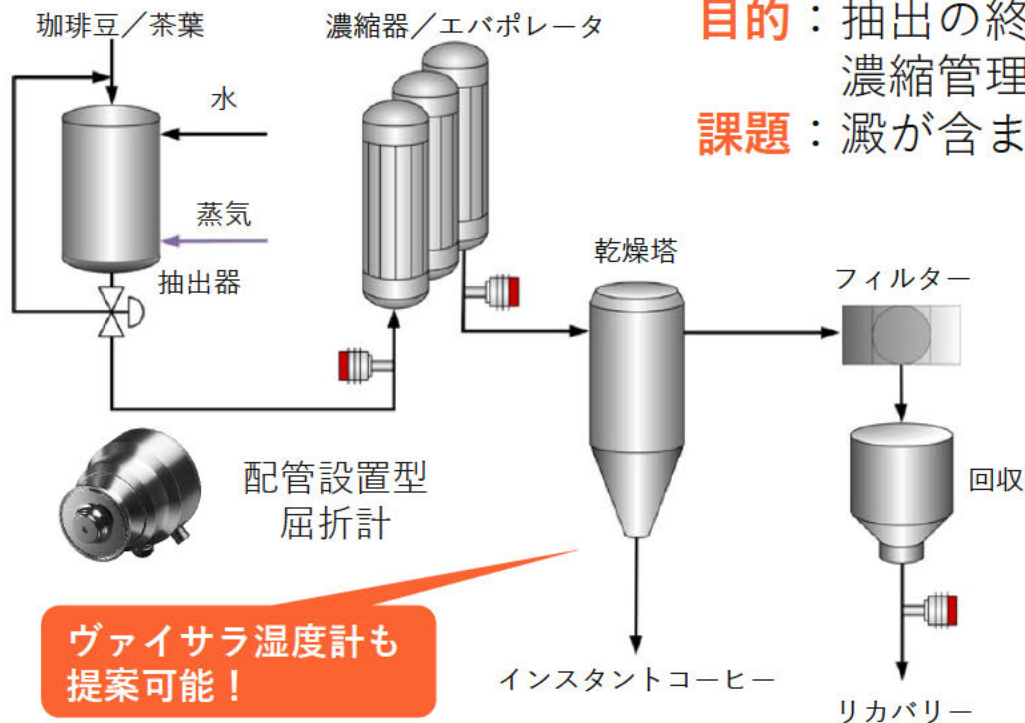 珈琲豆／茶葉
濃縮器／エバポレータ
目的：抽出の終
濃縮管理
課題：澱が含ま
水
蒸気
抽出器
乾燥塔
フィルター
配管設置型
屈折計
回収
ヴァイサラ湿度計も
提案可能！
インスタントコーヒー
リカバリー